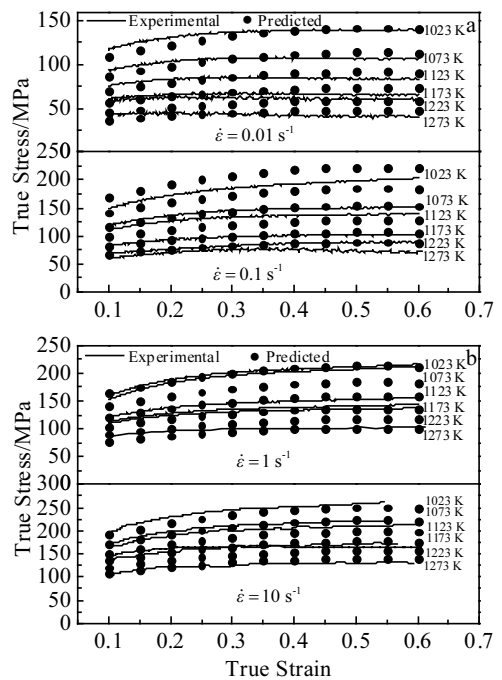 Experimental Predicted a
150
1023 K
1073 K
100
1123 K
1173 K
50
1223 K
1273 K
ε̇ = 0.01 s⁻¹
250
200
1023 K
150
1073 K
1123 K
100
1173 K
1223 K
50
1273 K
ε̇ = 0.1 s⁻¹
0
0.1 0.2 0.3 0.4 0.5 0.6 0.7
True Stress/MPa
250
Experimental Predicted b
200
1023 K
1073 K
150
1123 K
1173 K
100
1223 K
1273 K
50
ε̇ = 1 s⁻¹
300
1023 K
250
1073 K
200
1123 K
1173 K
150
1223 K
100
1273 K
50
ε̇ = 10 s⁻¹
0
0.1 0.2 0.3 0.4 0.5 0.6 0.7
True Stress/MPa
True Strain